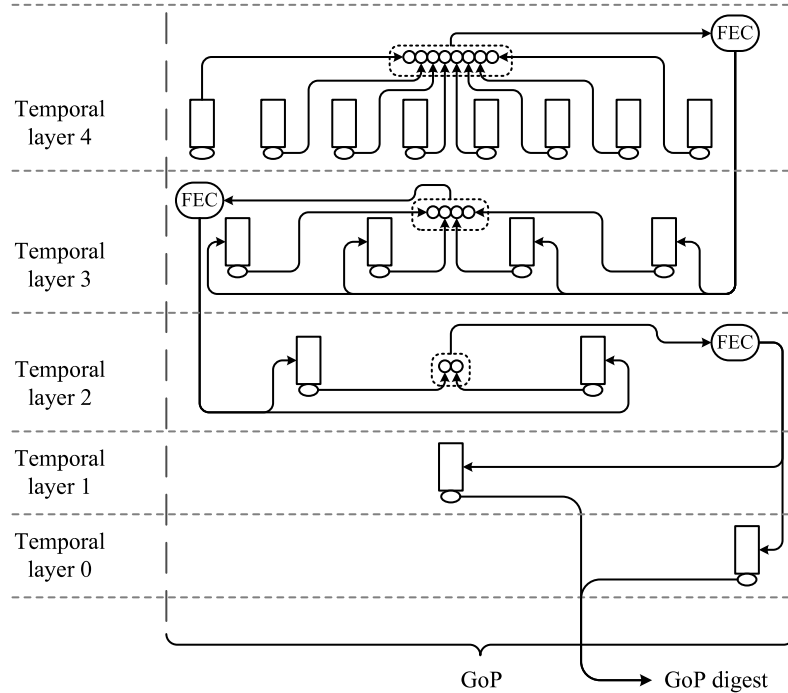 FEC
Temporal
layer 4
FEC
Temporal
layer 3
FEC
Temporal
layer 2
Temporal
layer 1
Temporal
layer 0
GoP
GoP digest